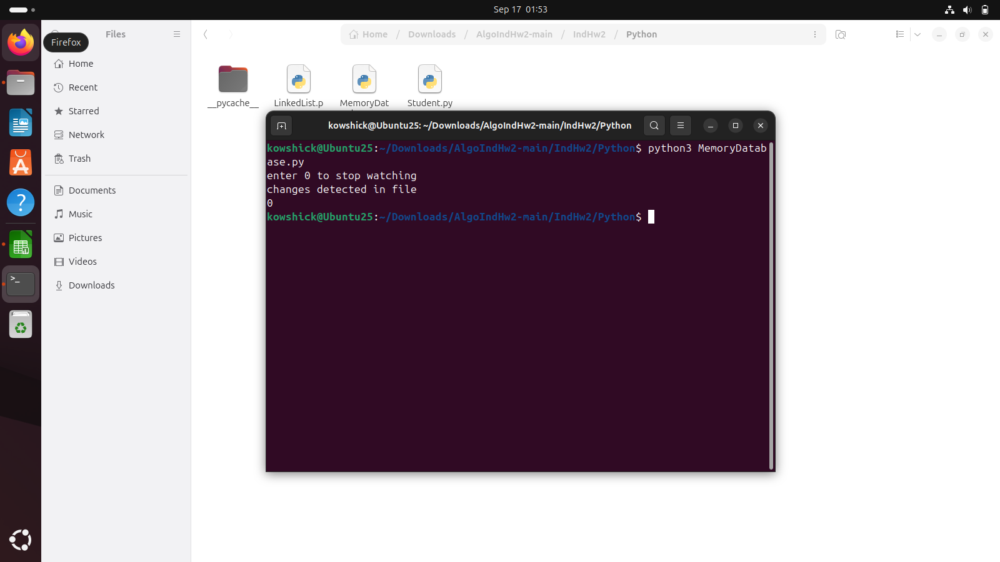 Sep 17 01:53
Files
Firefox
Home
Recent
Starred
Network
Trash
Documents
Music
Pictures
Videos
Downloads
Home / Downloads / AlgoIndHw2-main / IndHw2 / Python
__pycache__
LinkedList.p
MemoryDat
Student.py
kowshick@Ubuntu25: ~/Downloads/AlgoIndHw2-main/IndHw2/Python
kowshick@Ubuntu25:~/Downloads/AlgoIndHw2-main/IndHw2/Python$ python3 MemoryDatab
ase.py
enter 0 to stop watching
changes detected in file
0
kowshick@Ubuntu25:~/Downloads/AlgoIndHw2-main/IndHw2/Python$